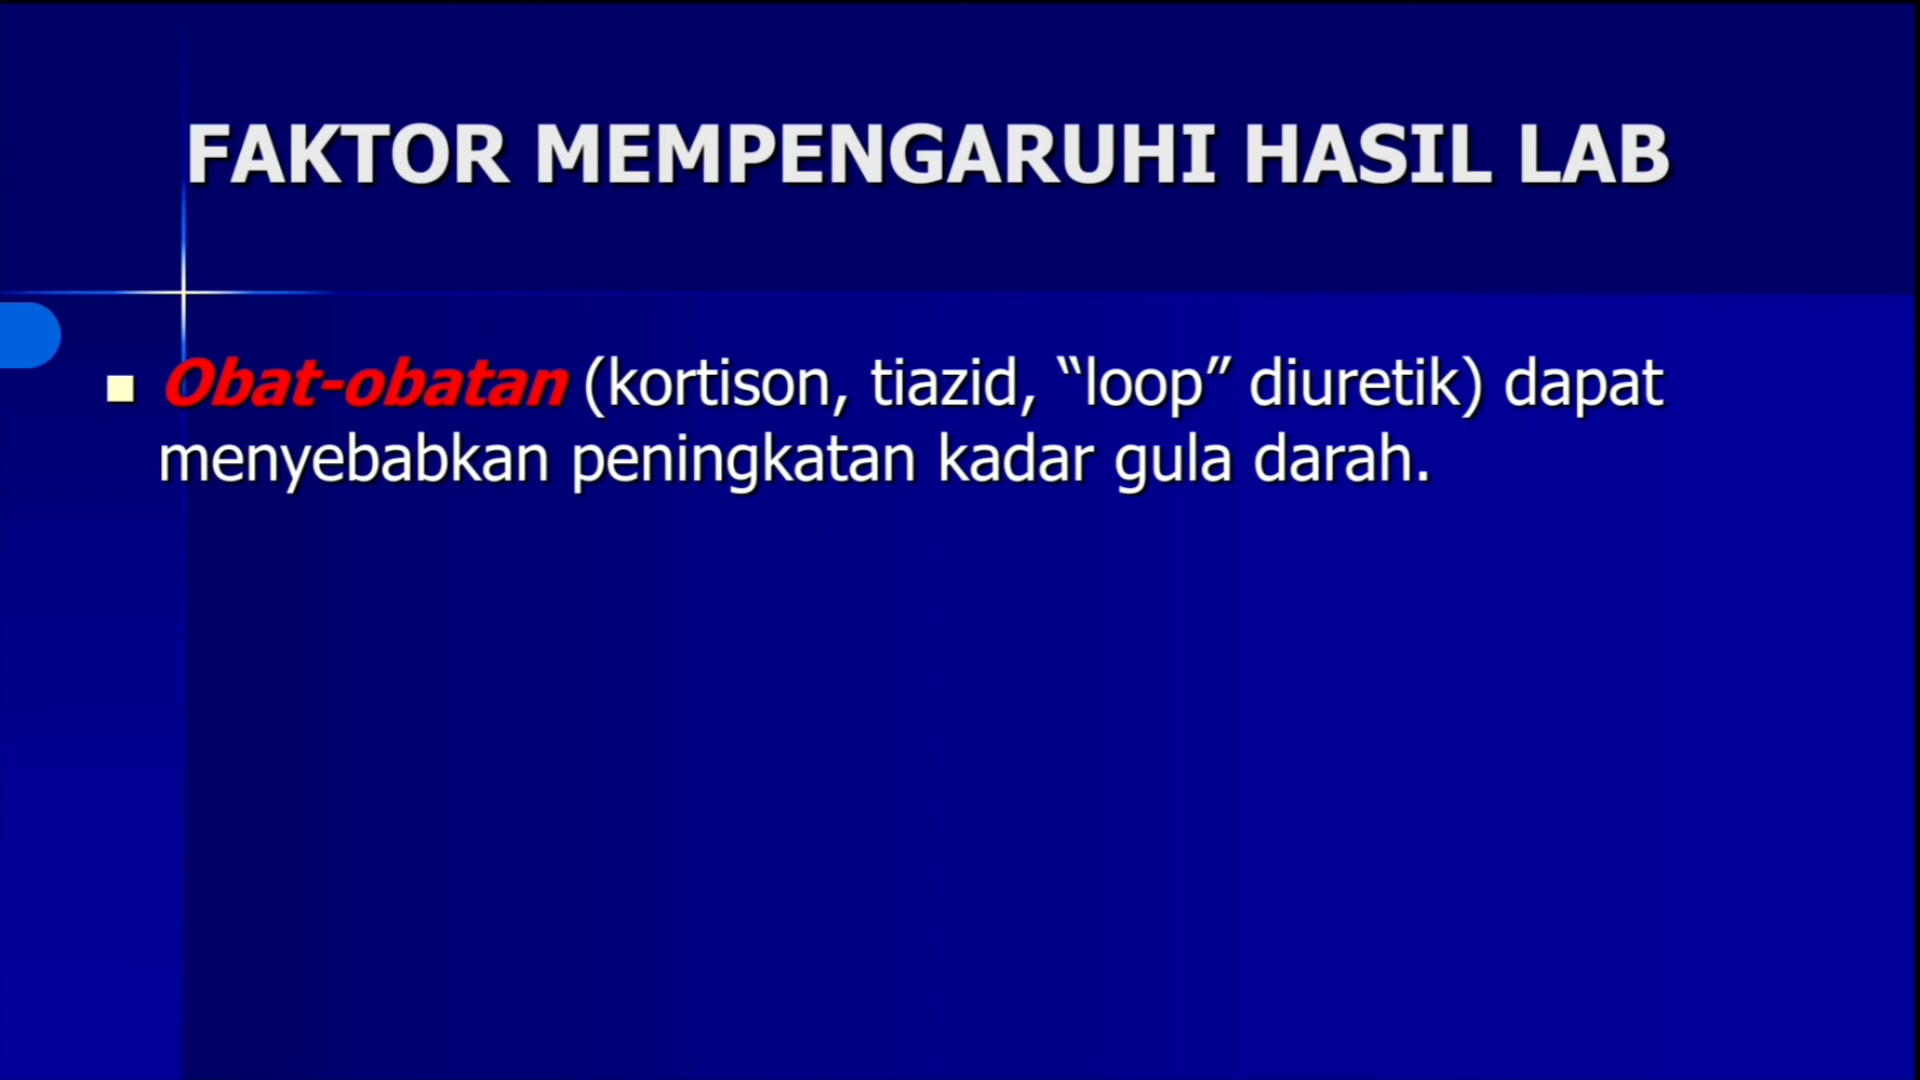 FAKTOR MEMPENGARUHI HASIL LAB
Obat-obatan (kortison, tiazid, “loop” diuretik) dapat
menyebabkan peningkatan kadar gula darah.